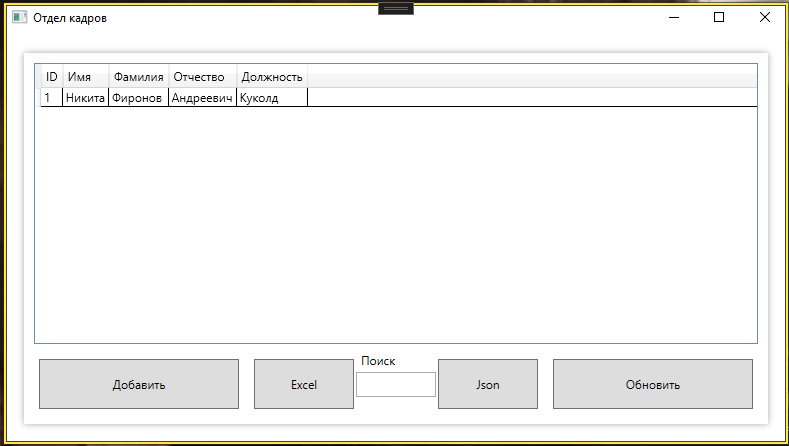 Отдел кадров
ID Имя Фамилия Отчество Должность
1 Никита Фиронов Андреевич Куколд
Поиск
Добавить Excel Json Обновить